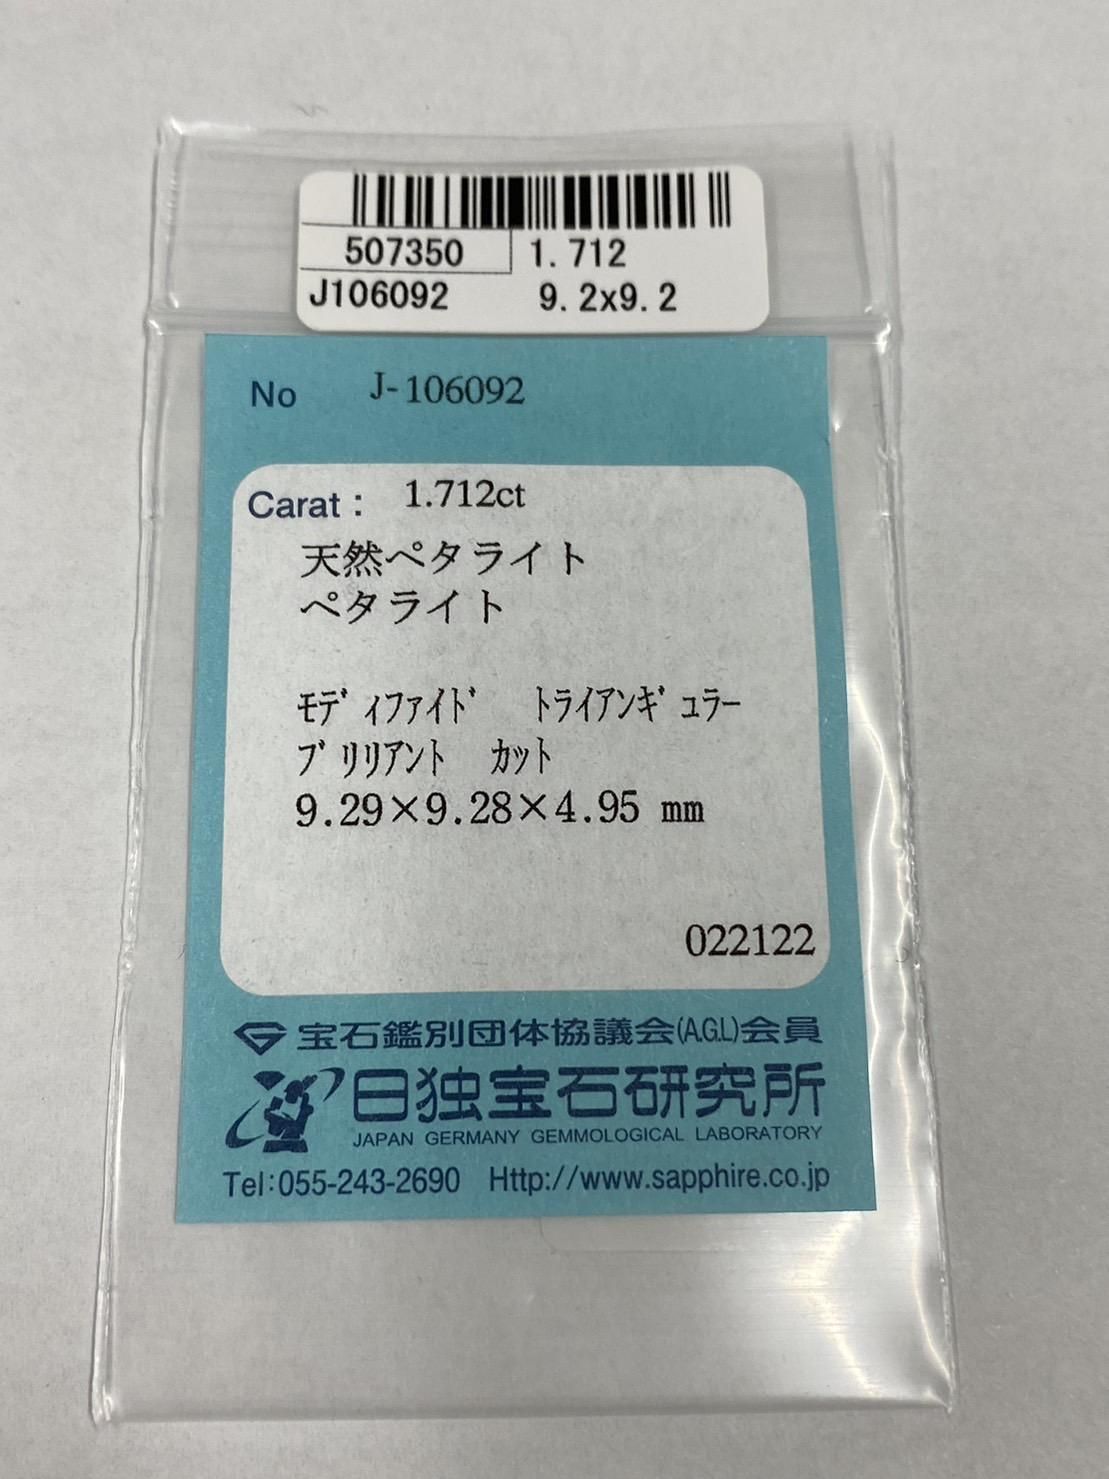 507350 1.712
J106092 9.2x9.2
No J-106092
Carat: 1.712ct
天然ペタライト
ペタライト
ﾓﾃﾞｨﾌｧｲﾄﾞ ﾄﾗｲｱﾝｷﾞｭﾗｰ
ﾌﾞﾘﾘｱﾝﾄ ｶｯﾄ
9.29×9.28×4.95 mm
022122
宝石鑑別団体協議会(A.G.L)会員
日独宝石研究所
JAPAN GERMANY GEMMOLOGICAL LABORATORY
Tel:055-243-2690 Http://www.sapphire.co.jp